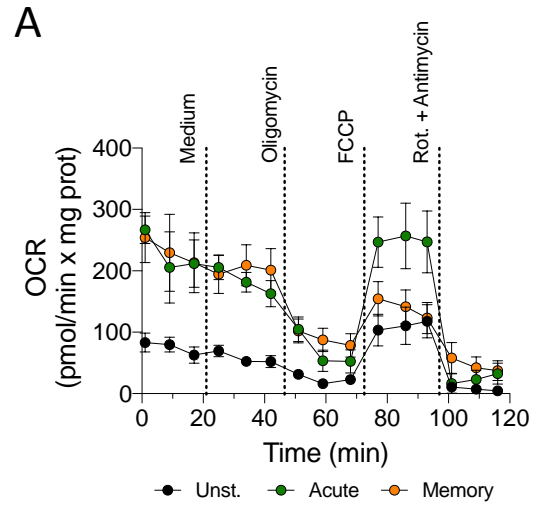 A
Medium
Oligomycin
FCCP
Rot. + Antimycin
OCR
(pmol/min x mg prot)
400
300
200
100
0
0 20 40 60 80 100 120
Time (min)
Unst. Acute Memory